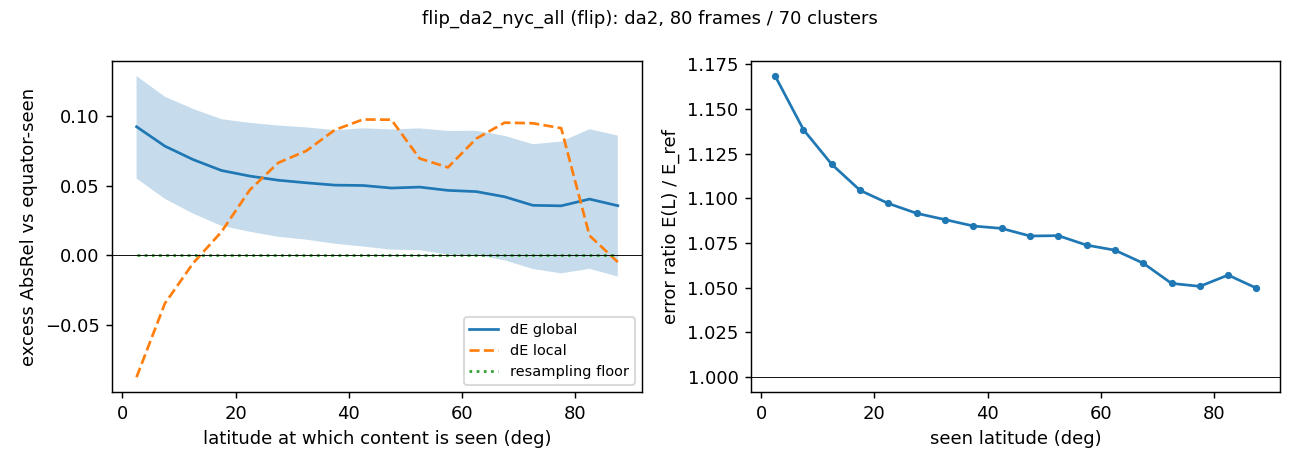 flip_da2_nyc_all (flip): da2, 80 frames / 70 clusters
excess AbsRel vs equator-seen
0.10
0.05
0.00
−0.05
dE global
dE local
resampling floor
0 20 40 60 80
latitude at which content is seen (deg)
error ratio E(L) / E_ref
1.175
1.150
1.125
1.100
1.075
1.050
1.025
1.000
0 20 40 60 80
seen latitude (deg)